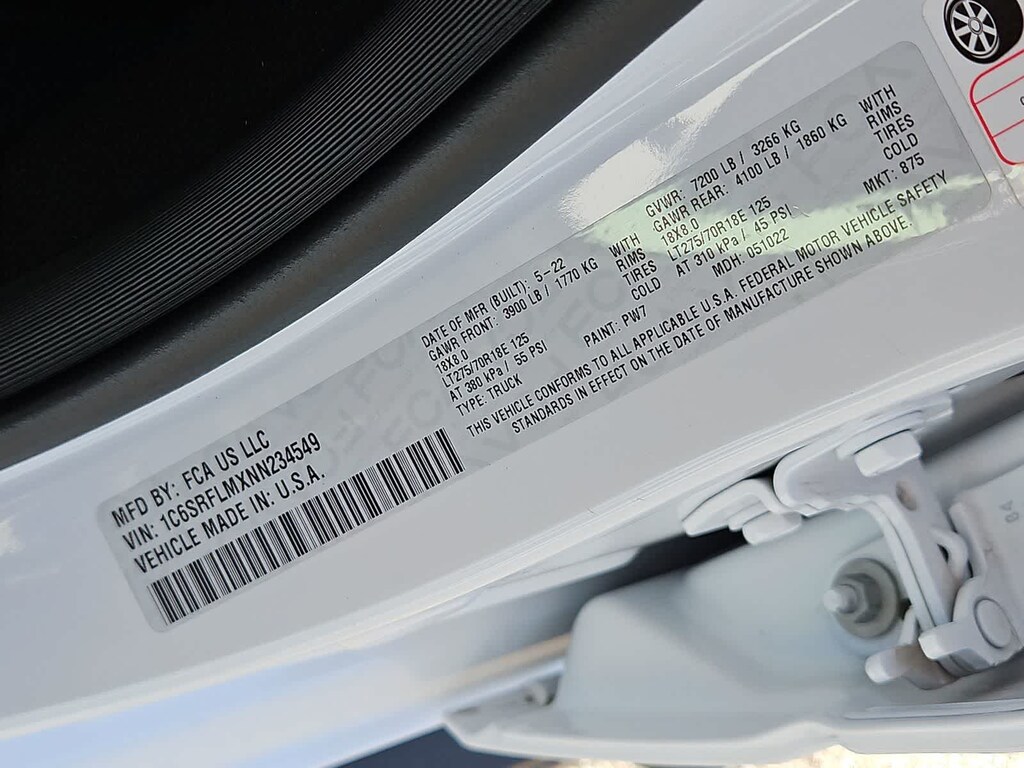 MFD BY: FCA US LLC
VIN: 1C6SRFLMXNN234549
VEHICLE MADE IN: U.S.A.
DATE OF MFR (BUILT): 5-22
GAWR FRONT: 3900 LB / 1770 KG WITH
18X8.0 RIMS
LT275/70R18E 125 TIRES
AT 380 kPa / 55 PSI COLD
TYPE: TRUCK PAINT: PW7
GVWR: 7200 LB / 3266 KG
GAWR REAR: 4100 LB / 1860 KG WITH
18X8.0 RIMS
LT275/70R18E 125 TIRES
AT 310 kPa / 45 PSI COLD
MDH: 051022 MKT: 875
THIS VEHICLE CONFORMS TO ALL APPLICABLE U.S.A. FEDERAL MOTOR VEHICLE SAFETY
STANDARDS IN EFFECT ON THE DATE OF MANUFACTURE SHOWN ABOVE.